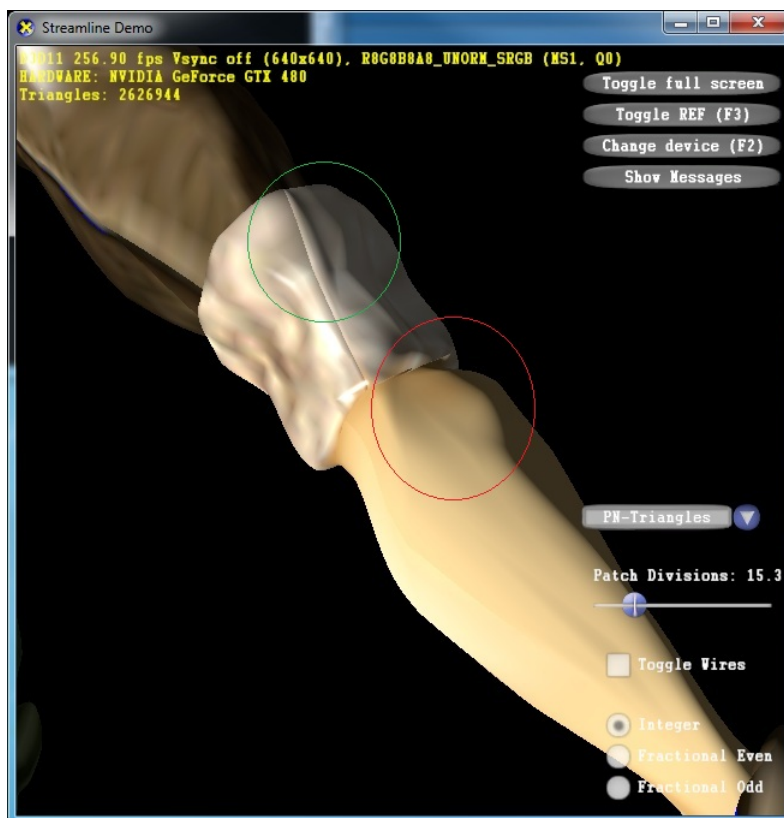 Streamline Demo
D3D11 256.90 fps Vsync off (640x640), R8G8B8A8_UNORM_SRGB (MS1, Q0)
HARDWARE: NVIDIA GeForce GTX 480
Triangles: 2626944
Toggle full screen
Toggle REF (F3)
Change device (F2)
Show Messages
PN-Triangles
Patch Divisions: 15.3
Toggle Wires
Integer
Fractional Even
Fractional Odd